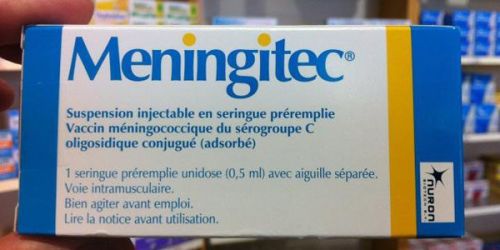 Meningitec®
Suspension injectable en seringue préremplie
Vaccin méningococcique du sérogroupe C
oligosidique conjugué (adsorbé)
1 seringue préremplie unidose (0,5 ml) avec aiguille séparée.
Voie intramusculaire.
Bien agiter avant emploi.
Lire la notice avant utilisation.
nuron